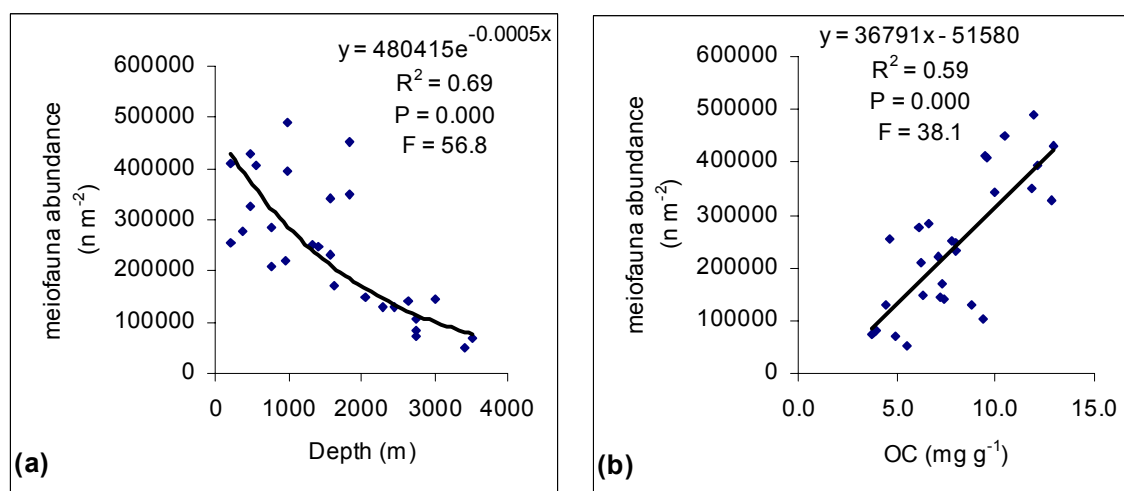 y = 480415e^-0.0005x
R² = 0.69
P = 0.000
F = 56.8
600000
500000
400000
300000
200000
100000
0
meiofauna abundance
(n m⁻²)
0 1000 2000 3000 4000
Depth (m)
(a)
y = 36791x - 51580
R² = 0.59
P = 0.000
F = 38.1
600000
500000
400000
300000
200000
100000
0
meiofauna abundance
(n m⁻²)
0.0 5.0 10.0 15.0
OC (mg g⁻¹)
(b)